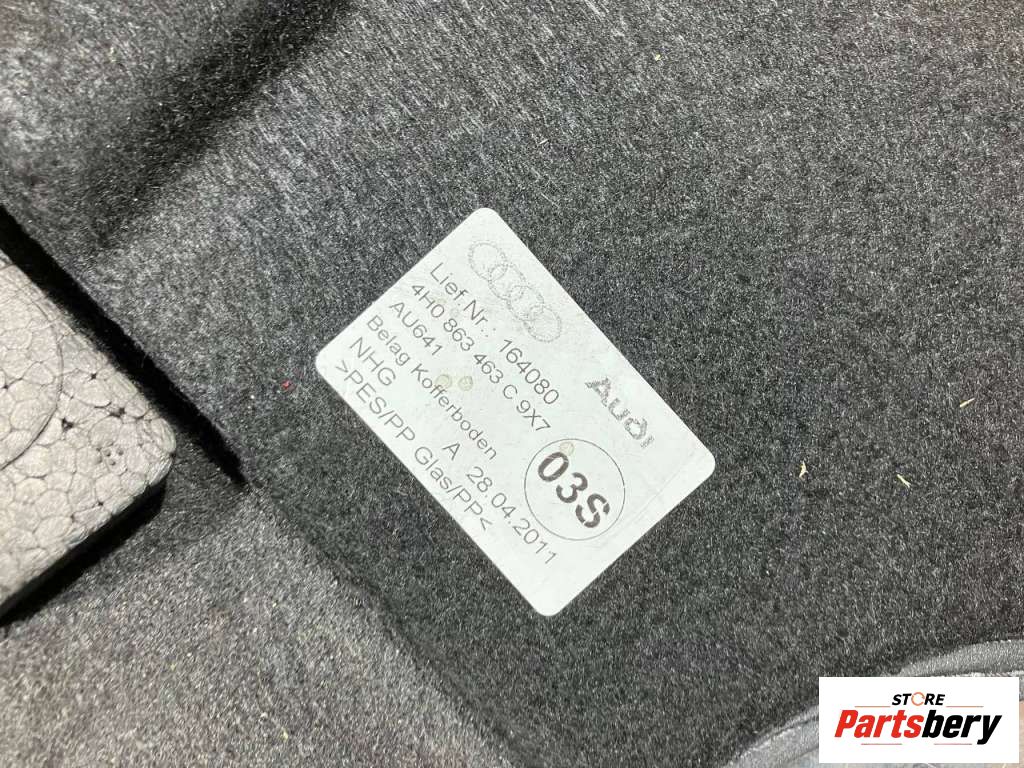 Lief Nr.: 164080
4H0 863 463 C 9X7
AU641
Belag Kofferboden
NHG A 28.04.2011
>PES/PP Glas/PP<
Audi
03S
STORE
Partsbery